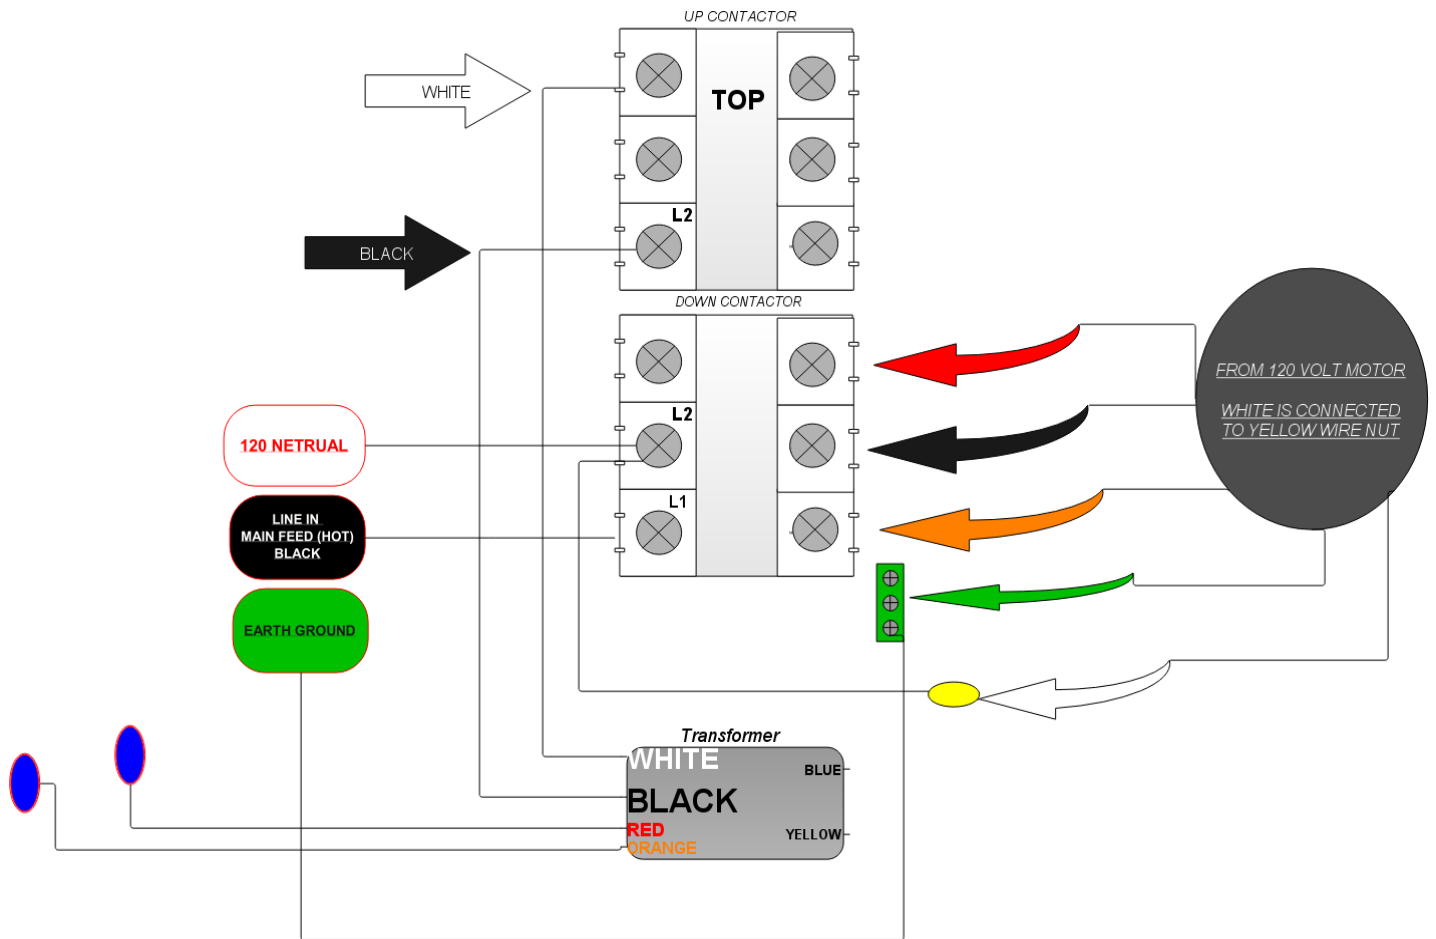 UP CONTACTOR
WHITE
TOP
L2
BLACK
DOWN CONTACTOR
L2
L1
120 NETRUAL
LINE IN
MAIN FEED (HOT)
BLACK
EARTH GROUND
FROM 120 VOLT MOTOR
WHITE IS CONNECTED
TO YELLOW WIRE NUT
Transformer
WHITE
BLUE
BLACK
RED
YELLOW
ORANGE